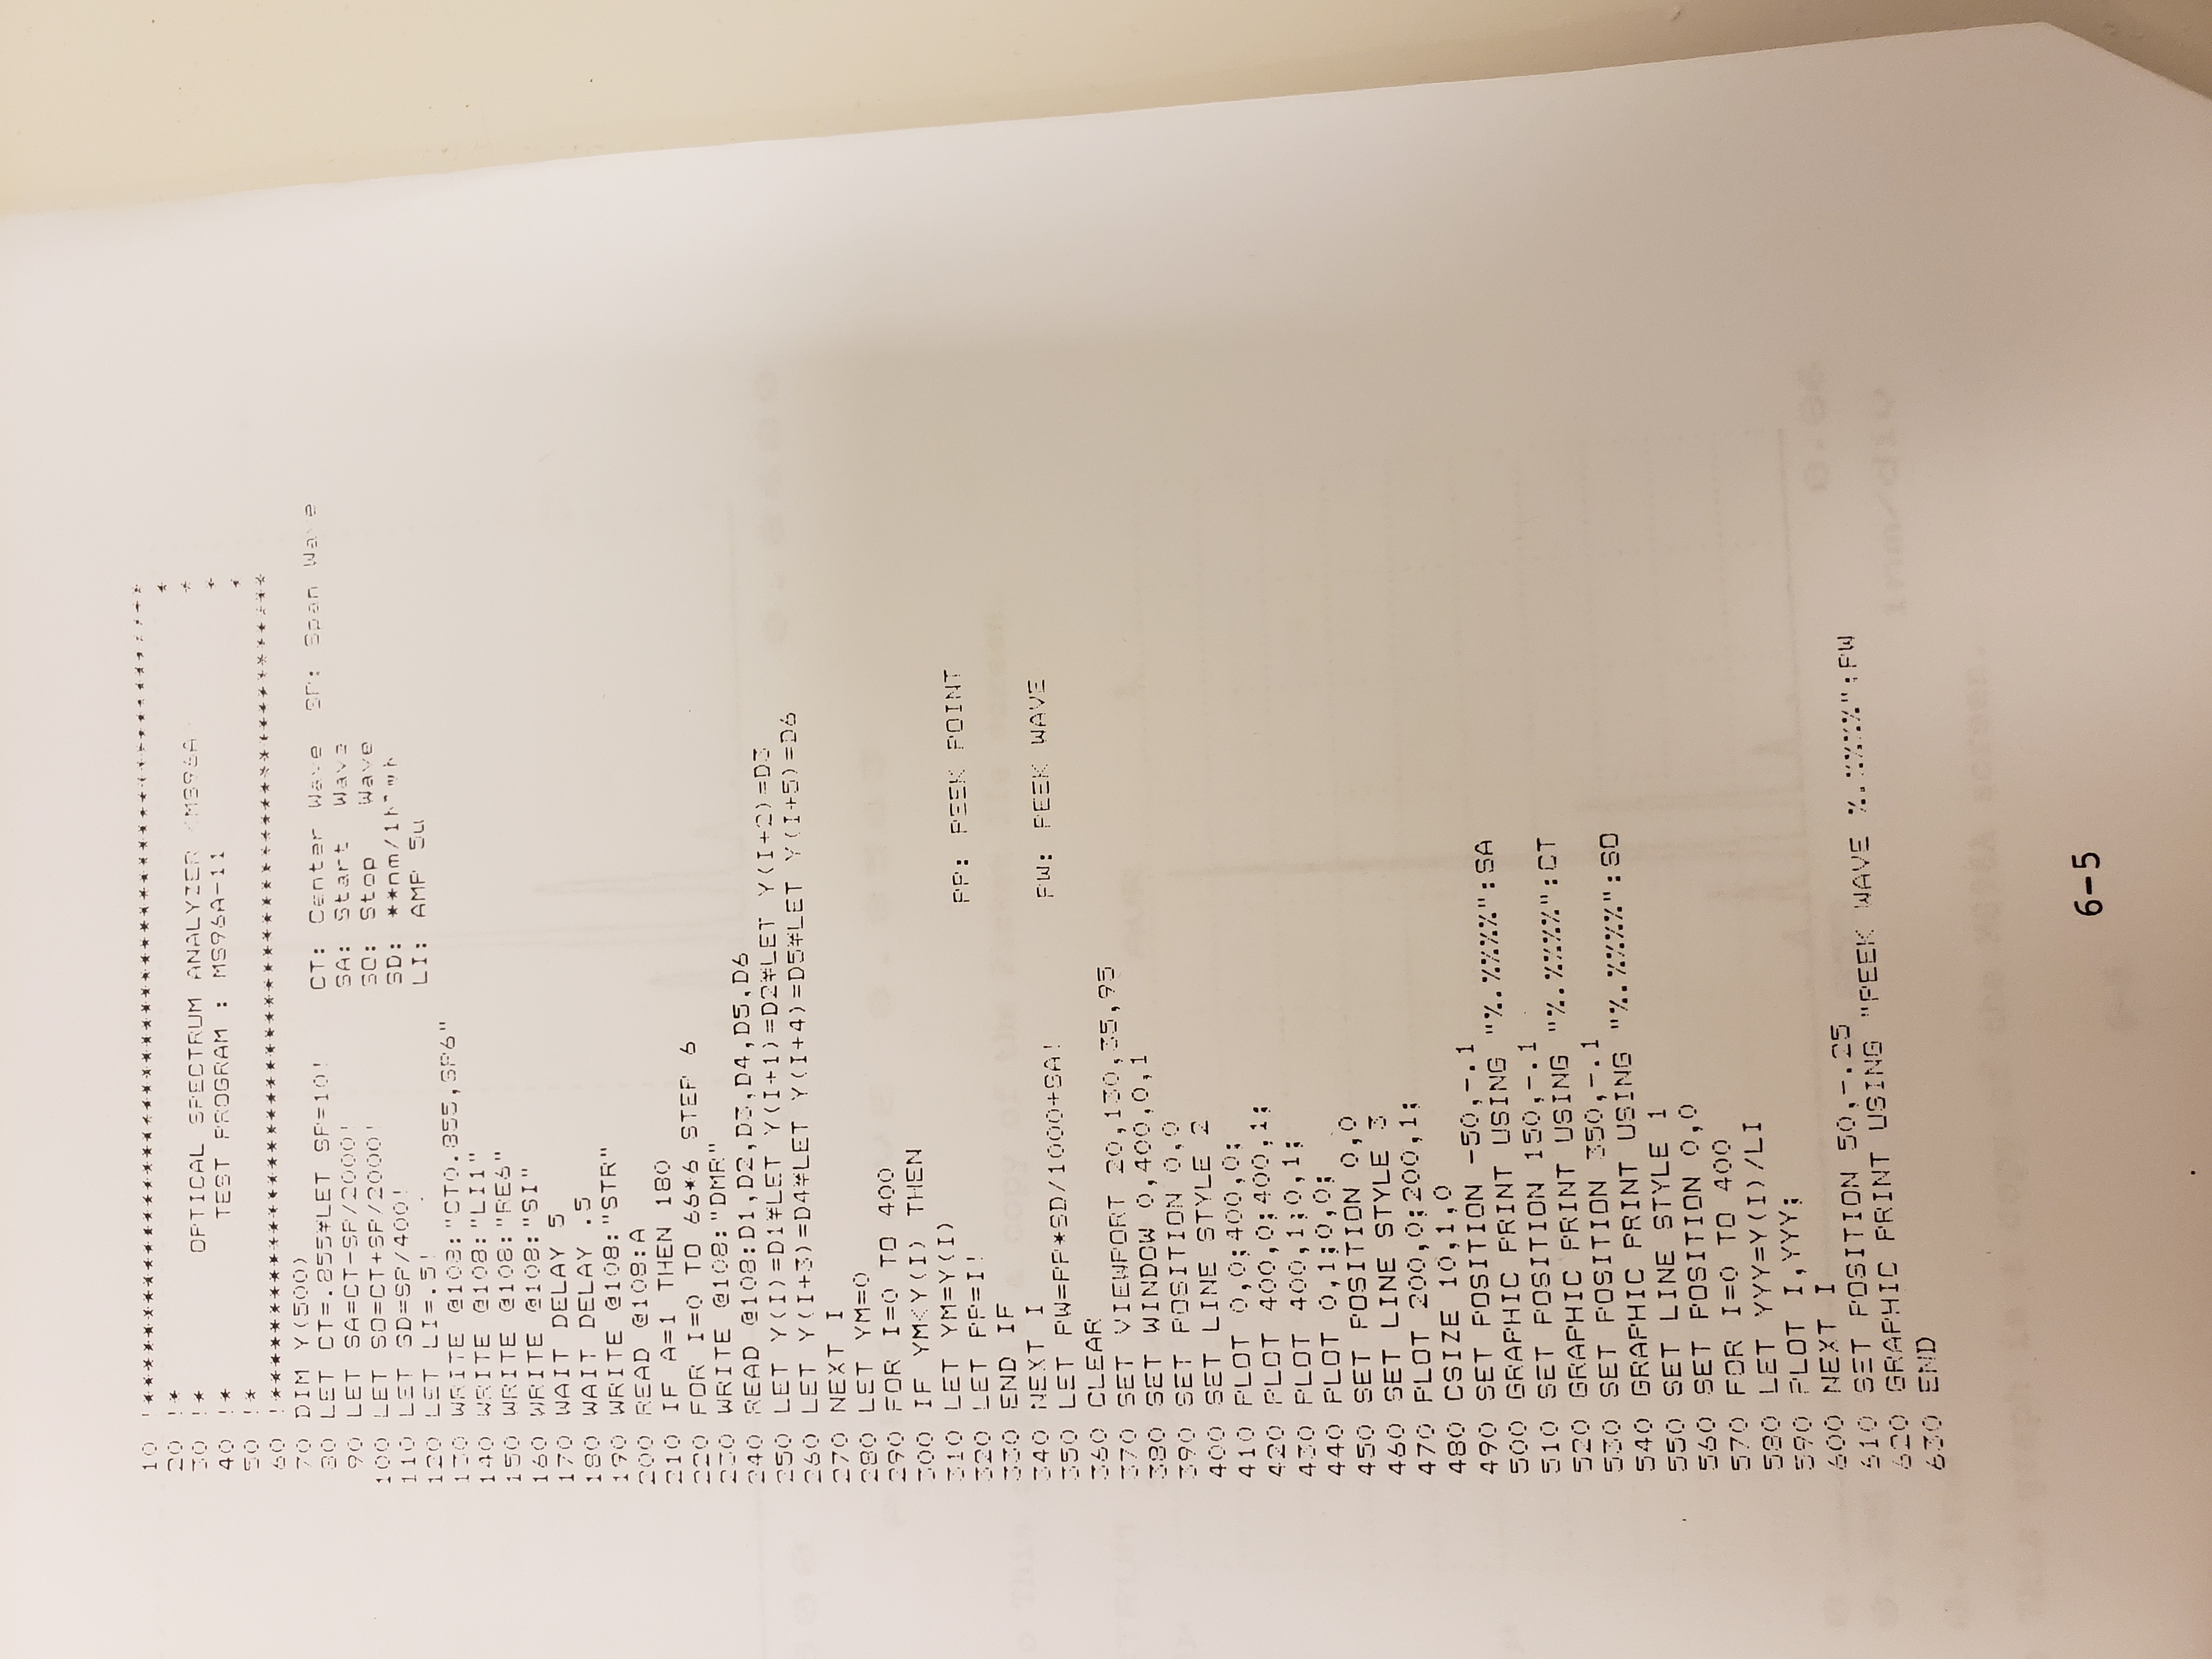 10 !*************************************************
20 !* *
30 !* OPTICAL SPECTRUM ANALYZER <MS96A> *
40 !* TEST PROGRAM : MS96A-11 *
50 !* *
60 !*************************************************
70 DIM Y(500)
80 LET CT=.855¥LET SP=10! CT: Center Wave SP: Span Wave
90 LET SA=CT-SP/2000! SA: Start Wave
100 LET SO=CT+SP/2000! SO: Stop Wave
110 LET SD=SP/400! SD:
120 LET LI=.5! LI: AMP 5u
130 WRITE @108:"CT0.855,SP6"
140 WRITE @108:"LI1"
150 WRITE @108:"RE6"
160 WRITE @108:"SI"
170 WAIT DELAY 5
180 WAIT DELAY .5
190 WRITE @108:"STR"
200 READ @108:A
210 IF A=1 THEN 180
220 FOR I=0 TO 66*6 STEP 6
230 WRITE @108:"DMR"
240 READ @108:D1,D2,D3,D4,D5,D6
250 LET Y(I)=D1¥LET Y(I+1)=D2¥LET Y(I+2)=D3
260 LET Y(I+3)=D4¥LET Y(I+4)=D5¥LET Y(I+5)=D6
270 NEXT I
280 LET YM=0
290 FOR I=0 TO 400
300 IF YM<Y(I) THEN
310 LET YM=Y(I)
320 LET PP=I! PP: PEEK POINT
330 END IF
340 NEXT I
350 LET PW=PP*SD/1000+SA! PW: PEEK WAVE
360 CLEAR
370 SET VIEWPORT 20,130,35,95
380 SET WINDOW 0,400,0,1
390 SET POSITION 0,0
400 SET LINE STYLE 2
410 PLOT 0,0;400,0;
420 PLOT 400,0;400,1;
430 PLOT 400,1;0,1;
440 PLOT 0,1;0,0;
450 SET POSITION 0,0
460 SET LINE STYLE 3
470 PLOT 200,0;200,1;
480 CSIZE 10,1,0
490 SET POSITION -50,-.1
500 GRAPHIC PRINT USING "%.%%%%":SA
510 SET POSITION 150,-.1
520 GRAPHIC PRINT USING "%.%%%%":CT
530 SET POSITION 350,-.1
540 GRAPHIC PRINT USING "%.%%%%":SO
550 SET LINE STYLE 1
560 SET POSITION 0,0
570 FOR I=0 TO 400
580 LET YYY=Y(I)/LI
590 PLOT I,YYY;
600 NEXT I
610 SET POSITION 50,-.25
620 GRAPHIC PRINT USING "PEEK WAVE %.%%%%":PW
630 END
6-5